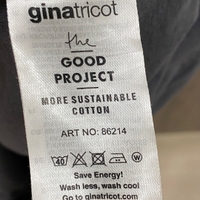 ginatricot
the
GOOD
PROJECT
MORE SUSTAINABLE
COTTON
ART NO: 86214
40 W
Save Energy!
Wash less, wash cool
Go to ginatricot.com